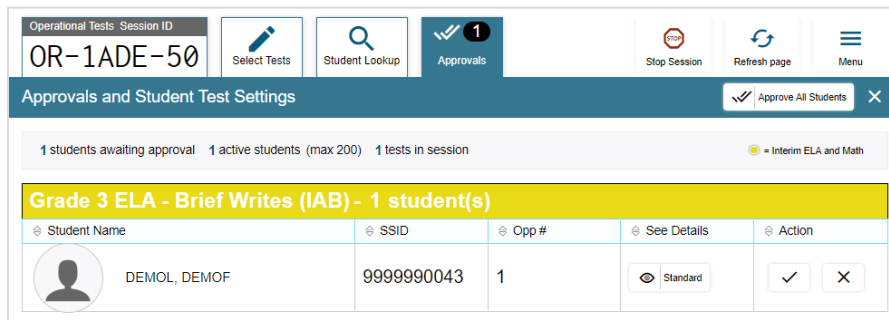 Operational Tests Session ID
OR-1ADE-50
Select Tests
Student Lookup
1
Approvals
STOP
Stop Session
Refresh page
Menu
Approvals and Student Test Settings
Approve All Students
1 students awaiting approval 1 active students (max 200) 1 tests in session
= Interim ELA and Math
Grade 3 ELA - Brief Writes (IAB) - 1 student(s)
Student Name SSID Opp # See Details Action
DEMOL, DEMOF 9999990043 1 Standard